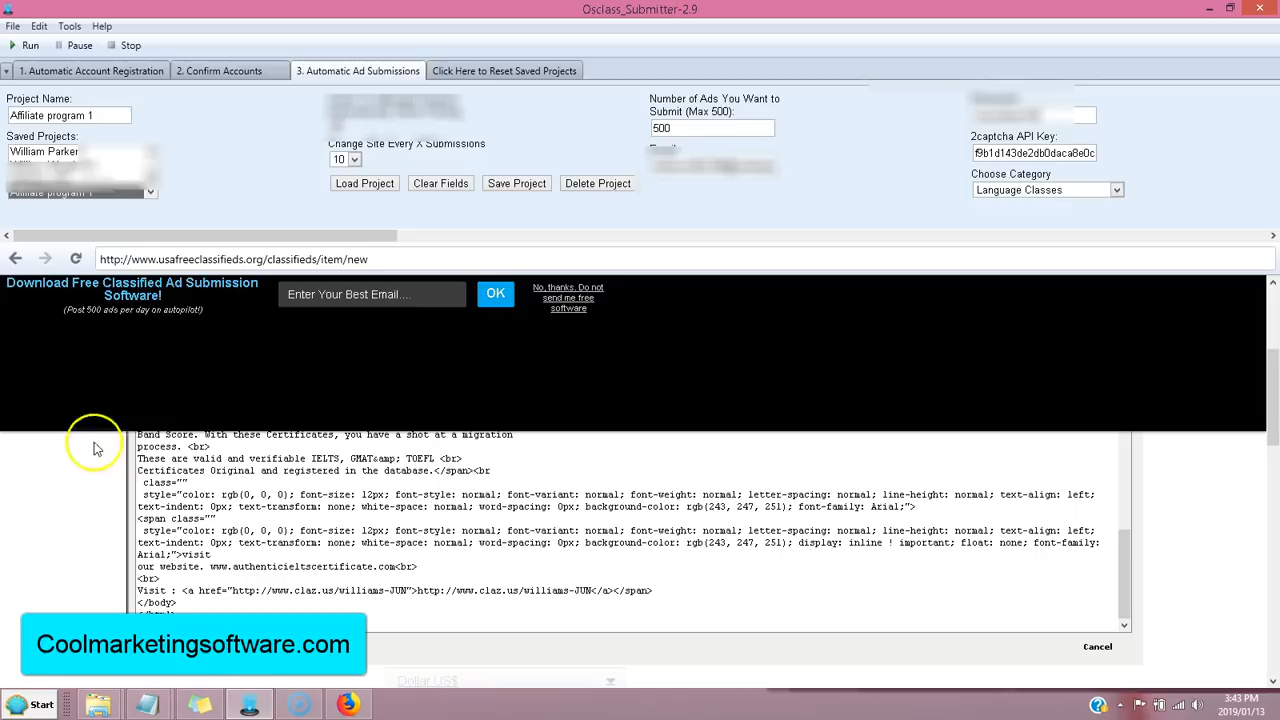 Osclass_Submitter-2.9
File Edit Tools Help
Run Pause Stop
1. Automatic Account Registration 2. Confirm Accounts 3. Automatic Ad Submissions Click Here to Reset Saved Projects
Project Name:
Affiliate program 1
Saved Projects:
William Parker
Affiliate program 1
Change Site Every X Submissions
10
Load Project Clear Fields Save Project Delete Project
Number of Ads You Want to
Submit (Max 500):
500
2captcha API Key:
f9b1d143de2db0daca8e0c
Choose Category
Language Classes
http://www.usafreeclassifieds.org/classifieds/item/new
Download Free Classified Ad Submission
Software!
(Post 500 ads per day on autopilot!)
Enter Your Best Email....
OK
No, thanks. Do not
send me free
software
Band Score. With these Certificates, you have a shot at a migration
process. <br>
These are valid and verifiable IELTS, GMAT&amp; TOEFL <br>
Certificates Original and registered in the database.</span><br
class=""
style="color: rgb(0, 0, 0); font-size: 12px; font-style: normal; font-variant: normal; font-weight: normal; letter-spacing: normal; line-height: normal; text-align: left;
text-indent: 0px; text-transform: none; white-space: normal; word-spacing: 0px; background-color: rgb(243, 247, 251); font-family: Arial;">
<span class=""
style="color: rgb(0, 0, 0); font-size: 12px; font-style: normal; font-variant: normal; font-weight: normal; letter-spacing: normal; line-height: normal; text-align: left;
text-indent: 0px; text-transform: none; white-space: normal; word-spacing: 0px; background-color: rgb(243, 247, 251); display: inline ! important; float: none; font-family:
Arial;">visit
our website. www.authenticieltscertificate.com<br>
<br>
Visit : <a href="http://www.claz.us/williams-JUN">http://www.claz.us/williams-JUN</a></span>
</body>
</html>
Coolmarketingsoftware.com
Cancel
Dollar US$
Start
3:43 PM
2019/01/13